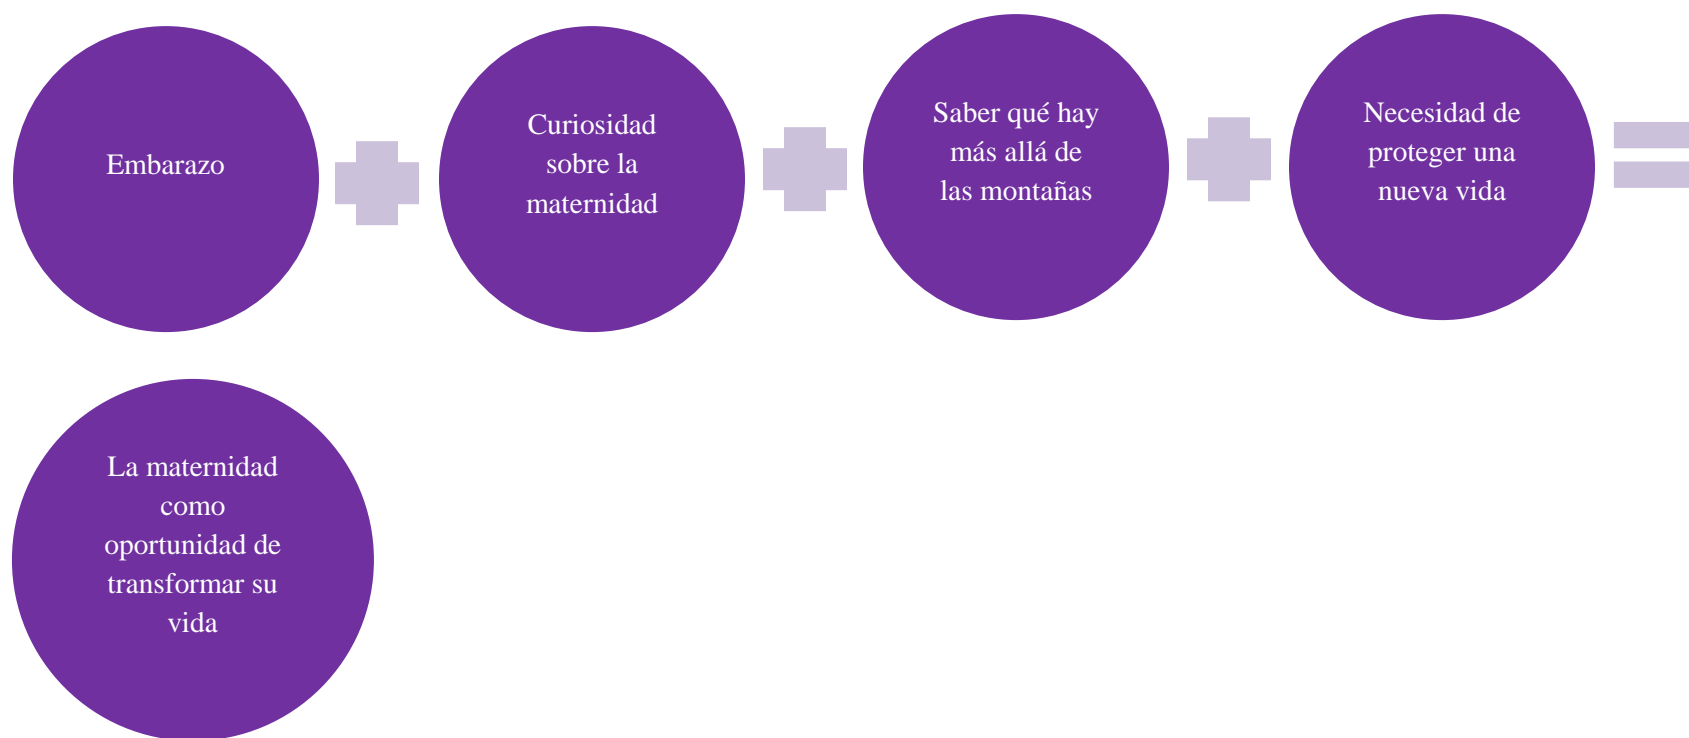 Embarazo
Curiosidad
sobre la
maternidad
Saber qué hay
más allá de
las montañas
Necesidad de
proteger una
nueva vida
La maternidad
como
oportunidad de
transformar su
vida